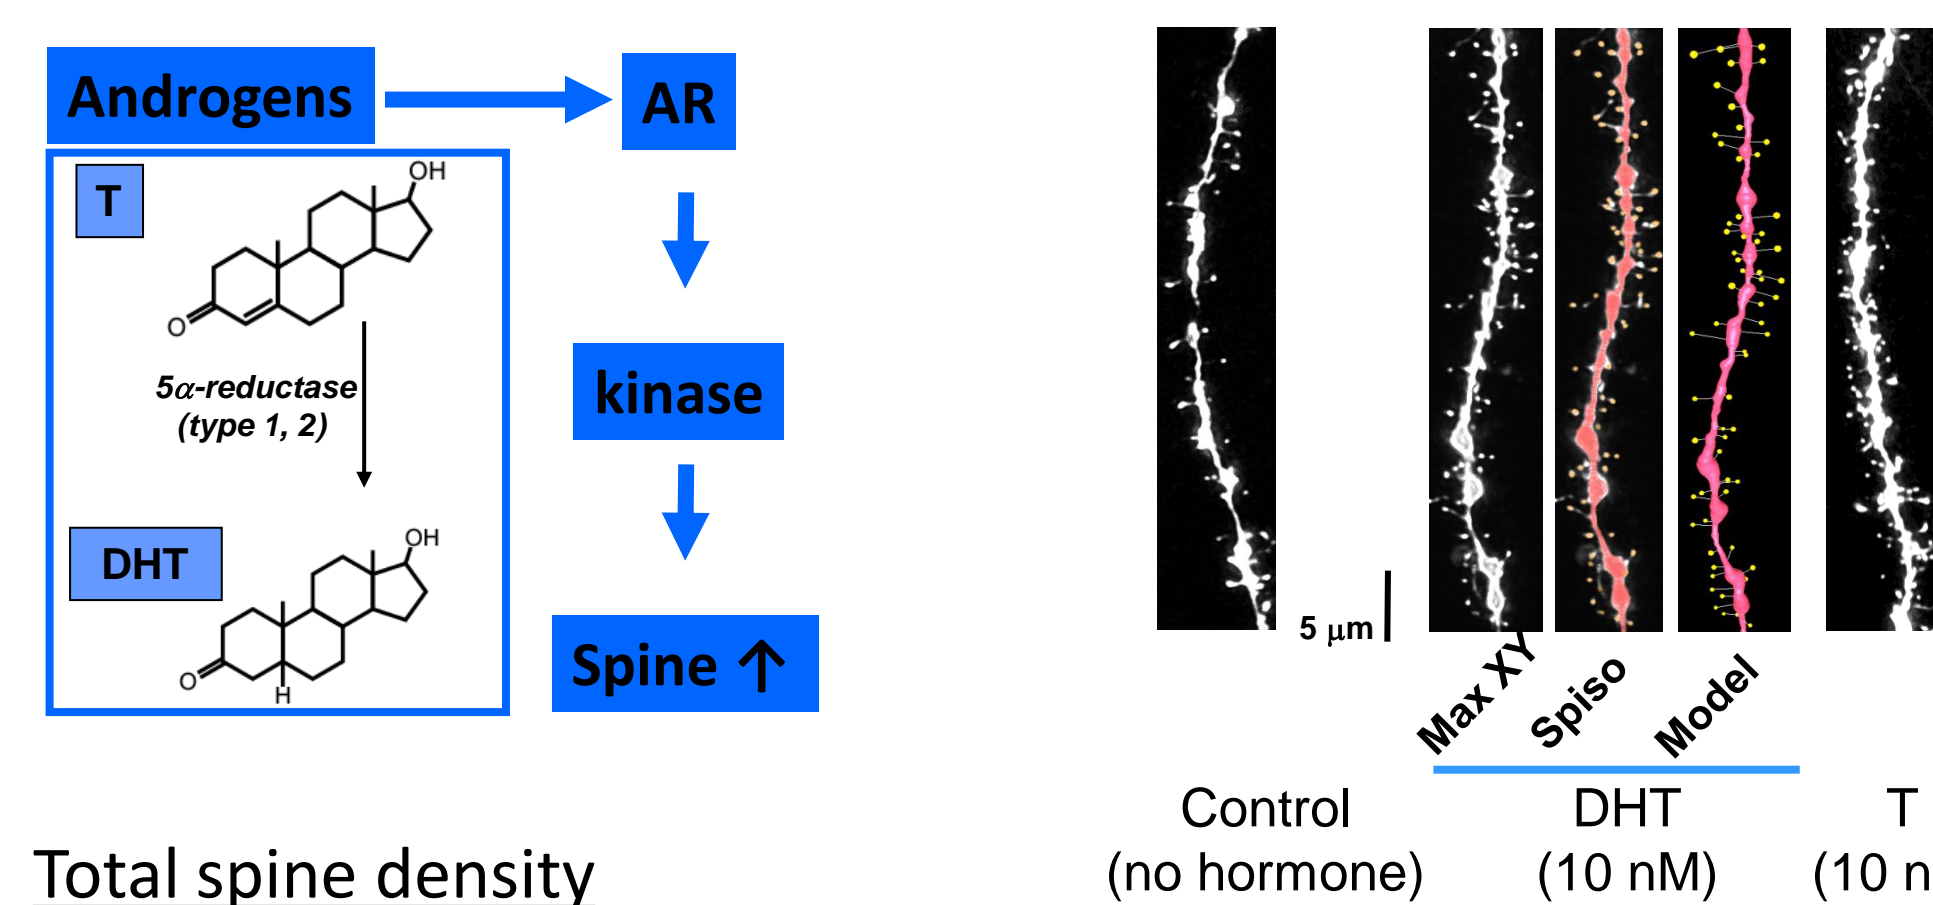 Androgens
AR
T
OH
O
5α-reductase
(type 1, 2)
kinase
DHT
OH
O
H
Spine ↑
5 μm
Max XY
Spiso
Model
Control
(no hormone)
DHT
(10 nM)
T
(10 n
Total spine density